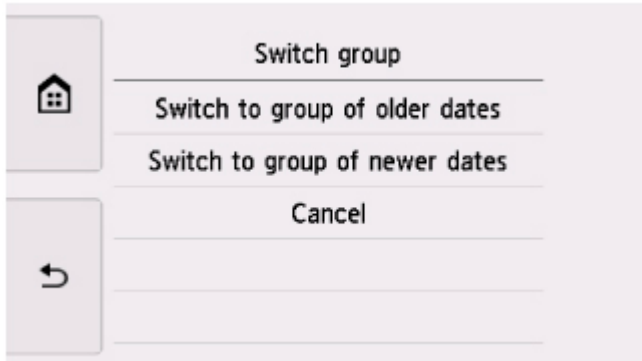 Switch group
Switch to group of older dates
Switch to group of newer dates
Cancel